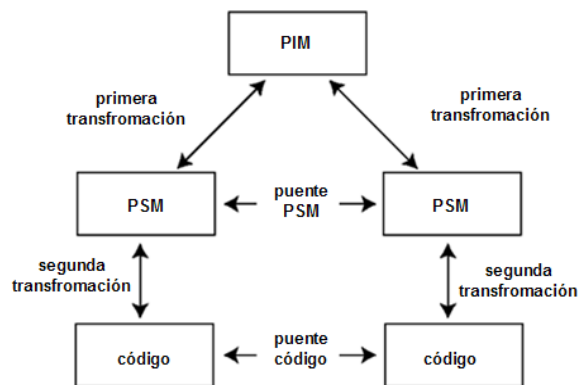 PIM
primera
transfromación
primera
transfromación
PSM
puente
PSM
PSM
segunda
transfromación
segunda
transfromación
código
puente
código
código